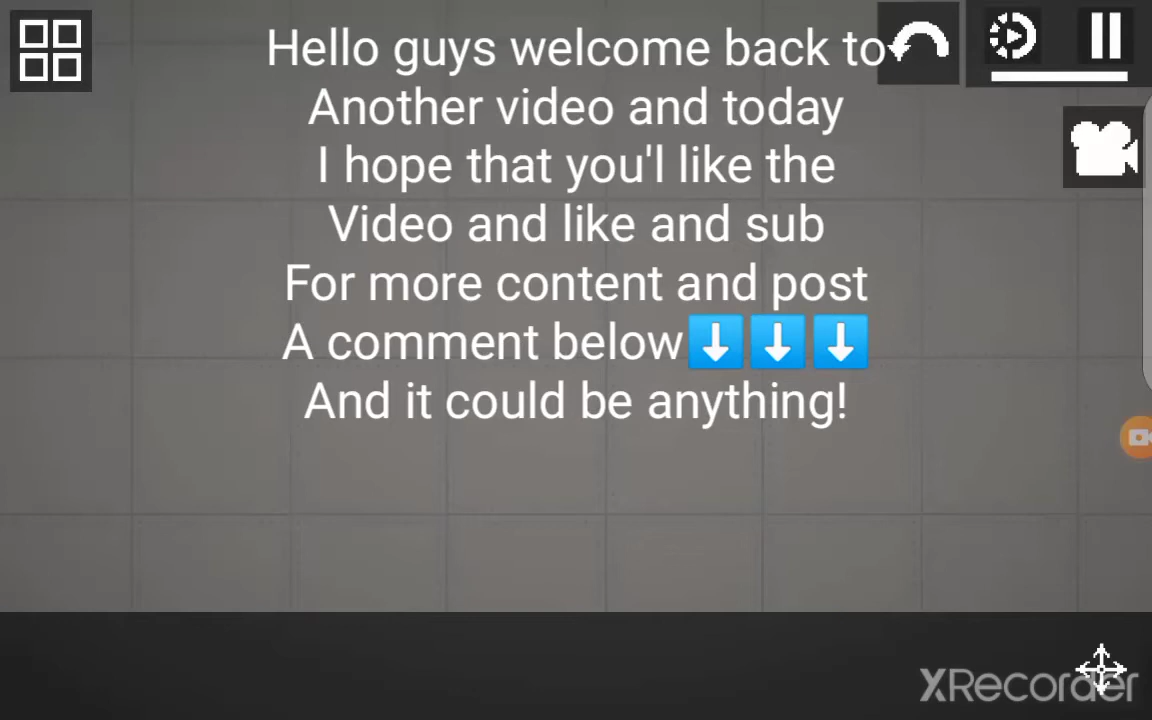 Hello guys welcome back to
Another video and today
I hope that you'l like the
Video and like and sub
For more content and post
A comment below⬇️⬇️⬇️
And it could be anything!
XRecorder